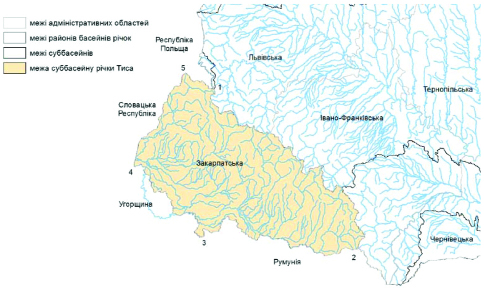 межі адміністративних областей
межі районів басейнів річок
межі суббасейнів
межа суббасейну річки Тиса
Республіка
Польща
5
1
Львівська
Тернопільська
Словацька
Республіка
Івано-Франківська
Закарпатська
4
Угорщина
3
Румунія
2
Чернівецька